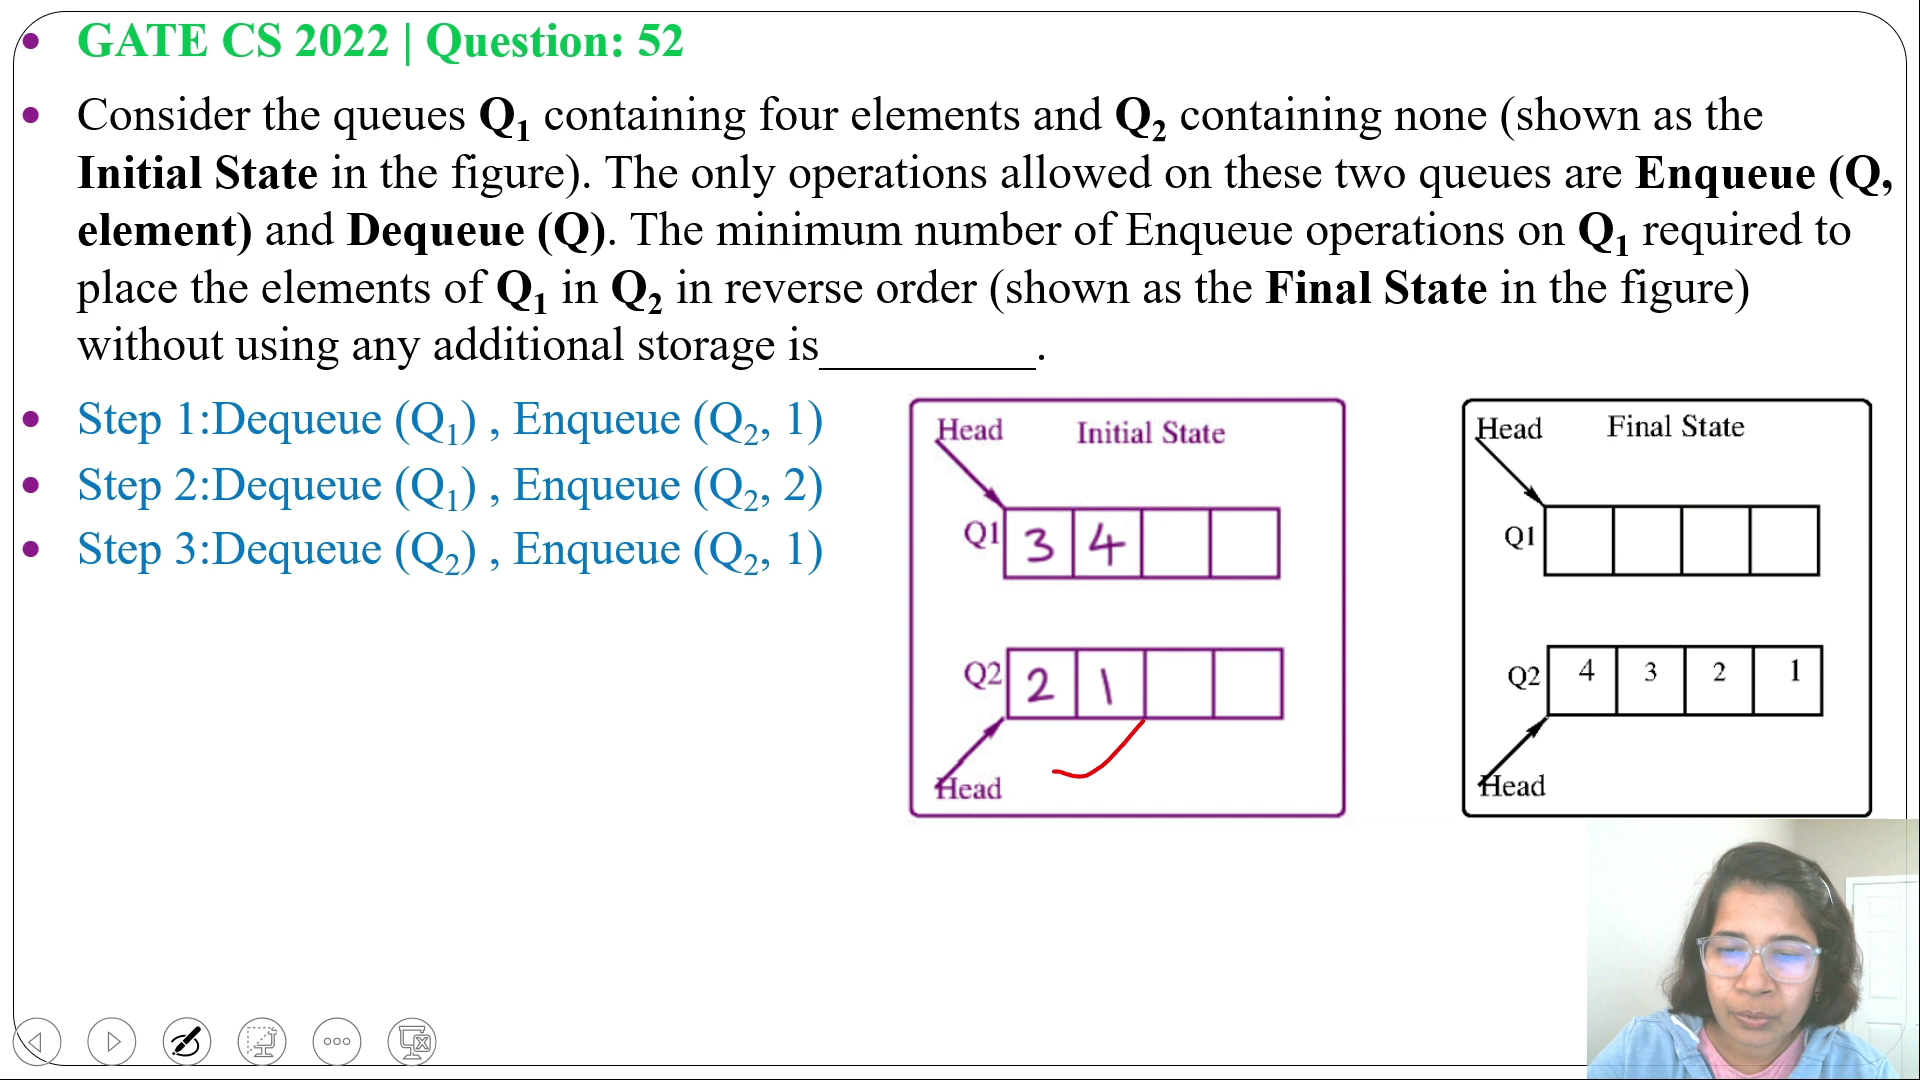 GATE CS 2022 | Question: 52
Consider the queues Q1 containing four elements and Q2 containing none (shown as the
Initial State in the figure). The only operations allowed on these two queues are Enqueue (Q,
element) and Dequeue (Q). The minimum number of Enqueue operations on Q1 required to
place the elements of Q1 in Q2 in reverse order (shown as the Final State in the figure)
without using any additional storage is_________.
Step 1:Dequeue (Q1) , Enqueue (Q2, 1)
Step 2:Dequeue (Q1) , Enqueue (Q2, 2)
Step 3:Dequeue (Q2) , Enqueue (Q2, 1)
Head Initial State
Q1 3 4
Q2 2 1
Head
Head Final State
Q1
Q2 4 3 2 1
Head